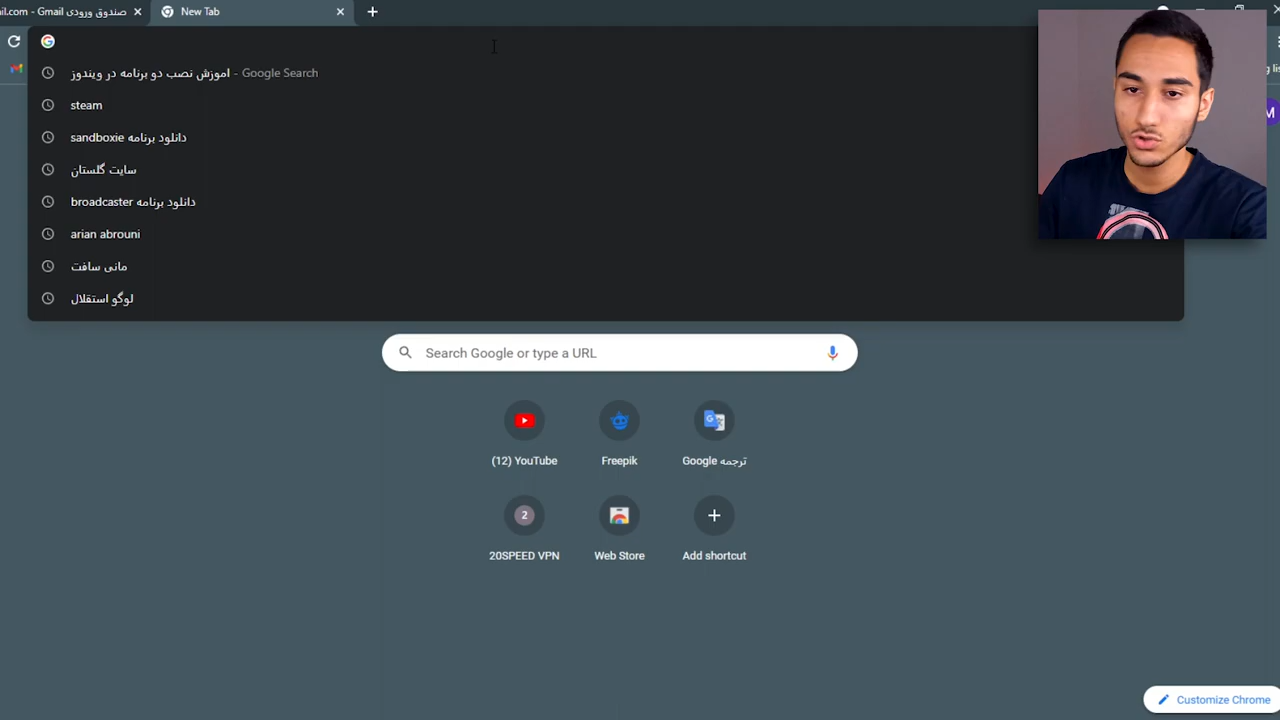 il.com - Gmail صندوق ورودی
New Tab
اموزش نصب دو برنامه در ویندوز - Google Search
steam
دانلود برنامه sandboxie
سایت گلستان
دانلود برنامه broadcaster
arian abrouni
مانی سافت
لوگو استقلال
M
Search Google or type a URL
(12) YouTube
Freepik
ترجمه Google
2
20SPEED VPN
Web Store
Add shortcut
Customize Chrome